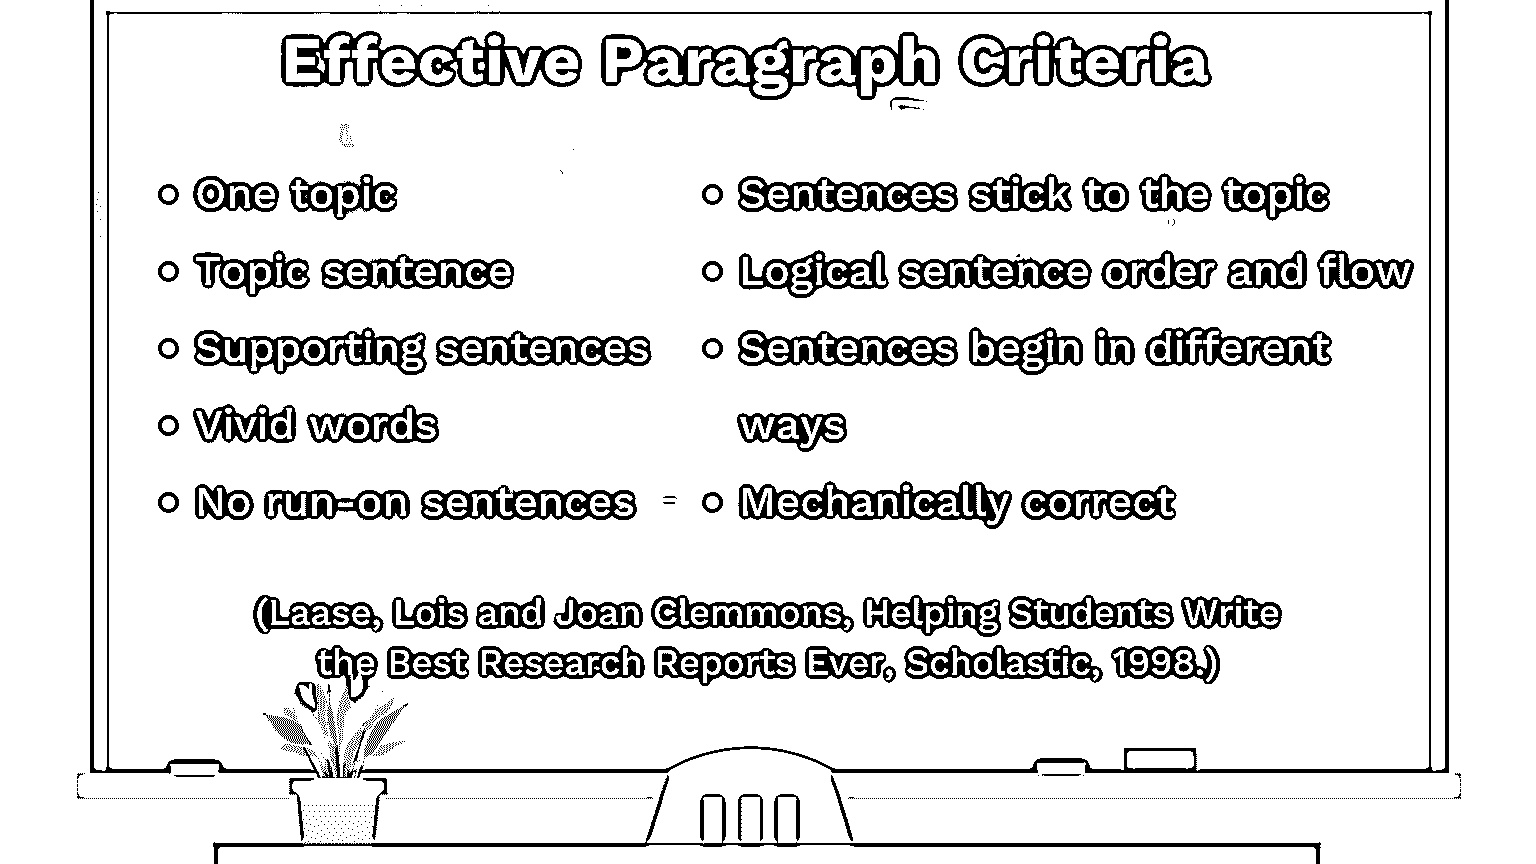 Effective Paragraph Criteria
One topic
Topic sentence
Supporting sentences
Vivid words
No run-on sentences
Sentences stick to the topic
Logical sentence order and flow
Sentences begin in different
ways
Mechanically correct
(Laase, Lois and Joan Clemmons, Helping Students Write
the Best Research Reports Ever, Scholastic, 1998.)